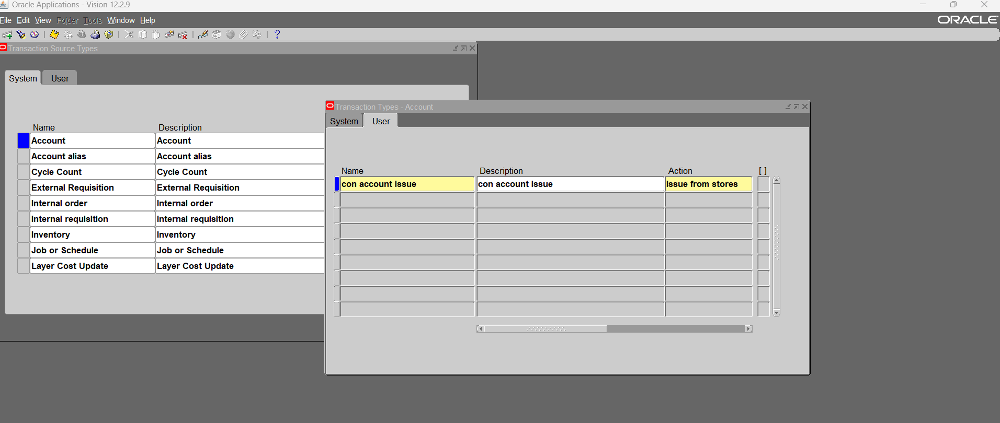 Oracle Applications - Vision 12.2.9
File Edit View Folder Tools Window Help
ORACLE
Transaction Source Types
System User
Name Description
Account Account
Account alias Account alias
Cycle Count Cycle Count
External Requisition External Requisition
Internal order Internal order
Internal requisition Internal requisition
Inventory Inventory
Job or Schedule Job or Schedule
Layer Cost Update Layer Cost Update
Transaction Types - Account
System User
Name Description Action [ ]
con account issue con account issue Issue from stores